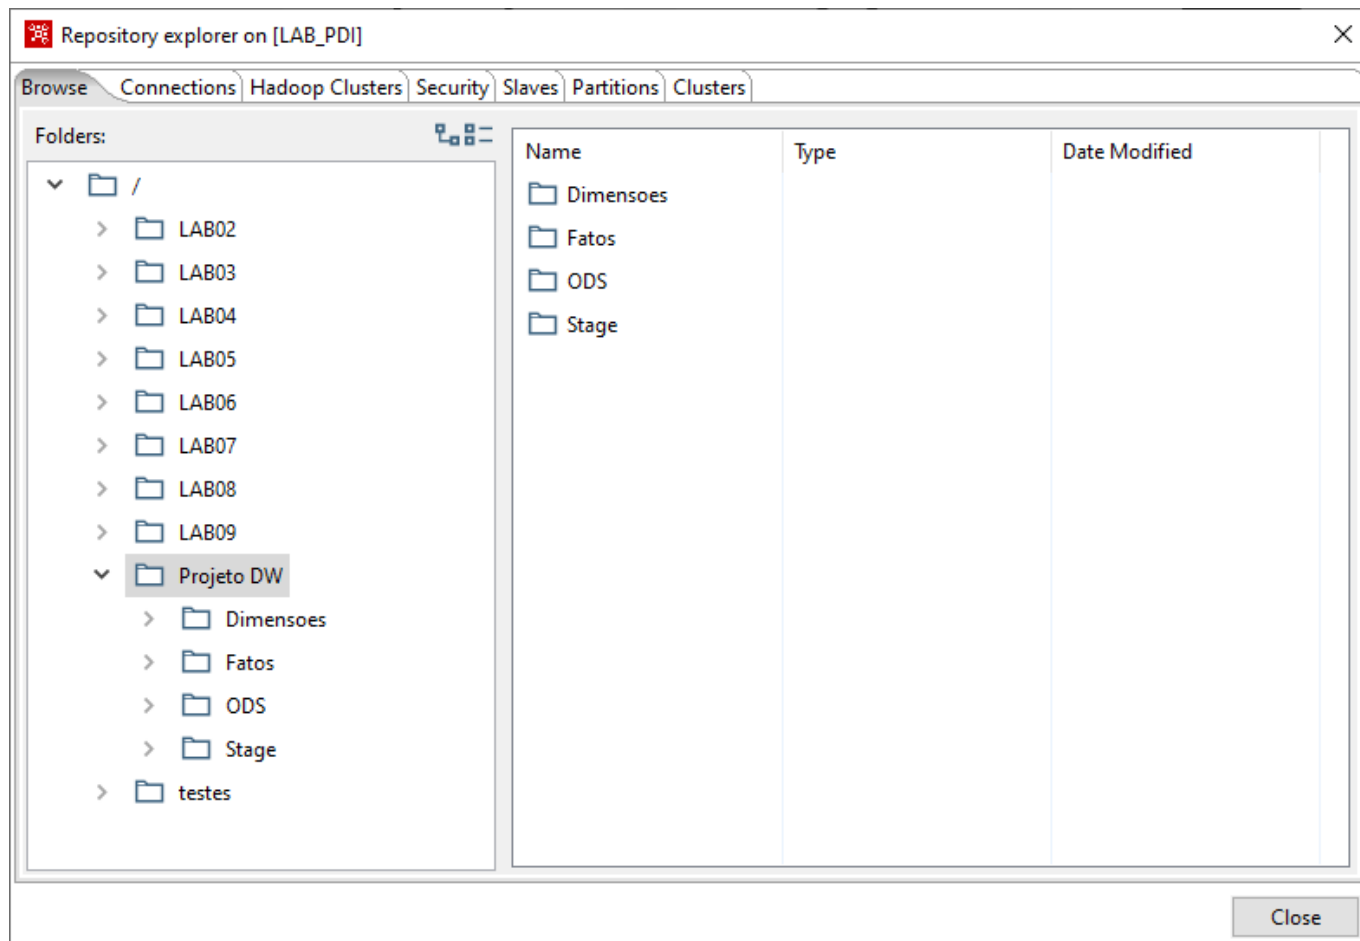 Repository explorer on [LAB_PDI]
Browse Connections Hadoop Clusters Security Slaves Partitions Clusters
Folders:
/
LAB02
LAB03
LAB04
LAB05
LAB06
LAB07
LAB08
LAB09
Projeto DW
Dimensoes
Fatos
ODS
Stage
testes
Name Type Date Modified
Dimensoes
Fatos
ODS
Stage
Close